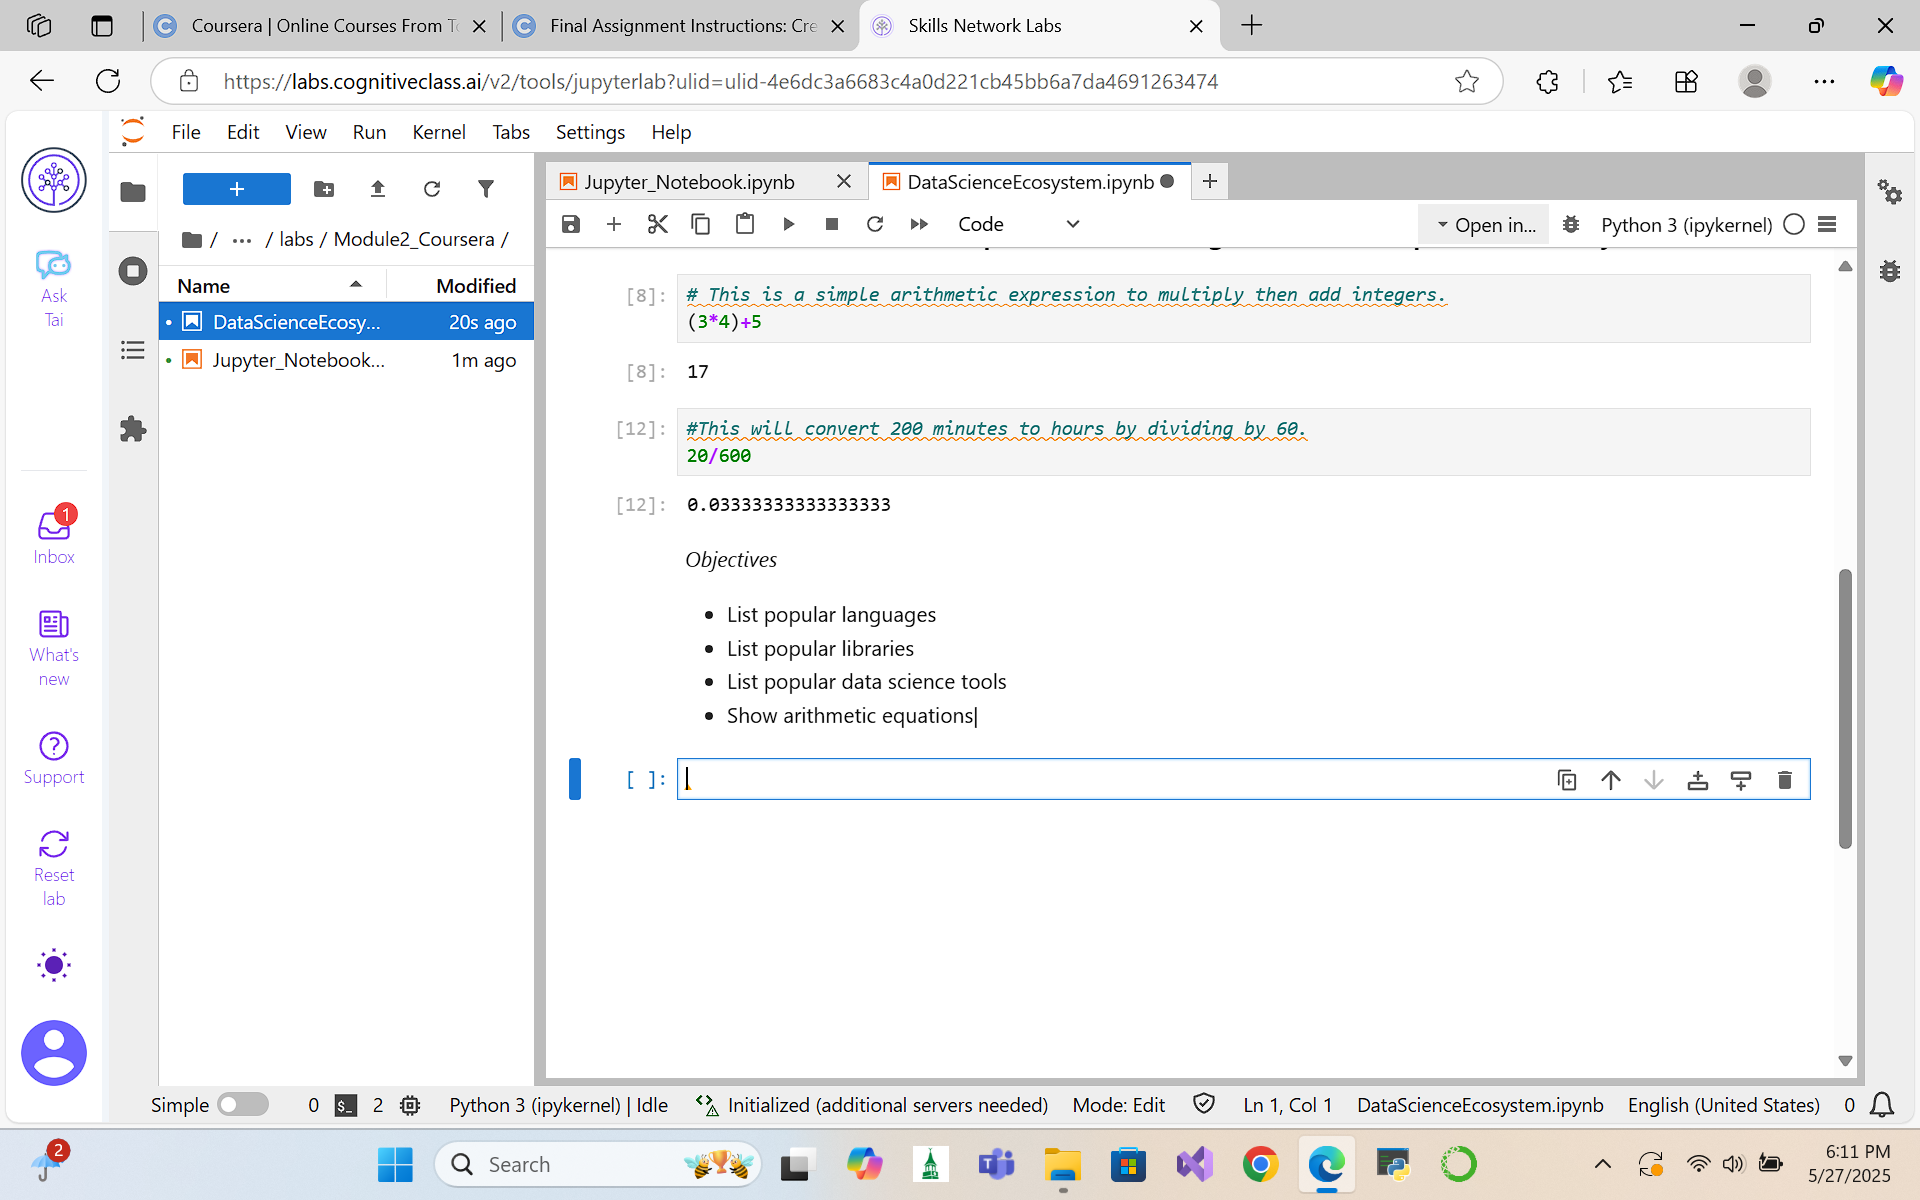 Coursera | Online Courses From To
Final Assignment Instructions: Cre
Skills Network Labs
https://labs.cognitiveclass.ai/v2/tools/jupyterlab?ulid=ulid-4e6dc3a6683c4a0d221cb45bb6a7da4691263474
File Edit View Run Kernel Tabs Settings Help
Ask
Tai
1
Inbox
What's
new
Support
Reset
lab
/ ... / labs / Module2_Coursera /
Name Modified
DataScienceEcosy... 20s ago
Jupyter_Notebook... 1m ago
Jupyter_Notebook.ipynb
DataScienceEcosystem.ipynb
Code
Open in...
Python 3 (ipykernel)
[8]: # This is a simple arithmetic expression to multiply then add integers.
(3*4)+5
[8]: 17
[12]: #This will convert 200 minutes to hours by dividing by 60.
20/600
[12]: 0.03333333333333333
Objectives
• List popular languages
• List popular libraries
• List popular data science tools
• Show arithmetic equations|
[ ]:
Simple 0 $_ 2 Python 3 (ipykernel) | Idle Initialized (additional servers needed) Mode: Edit Ln 1, Col 1 DataScienceEcosystem.ipynb English (United States) 0
2
Search
6:11 PM
5/27/2025